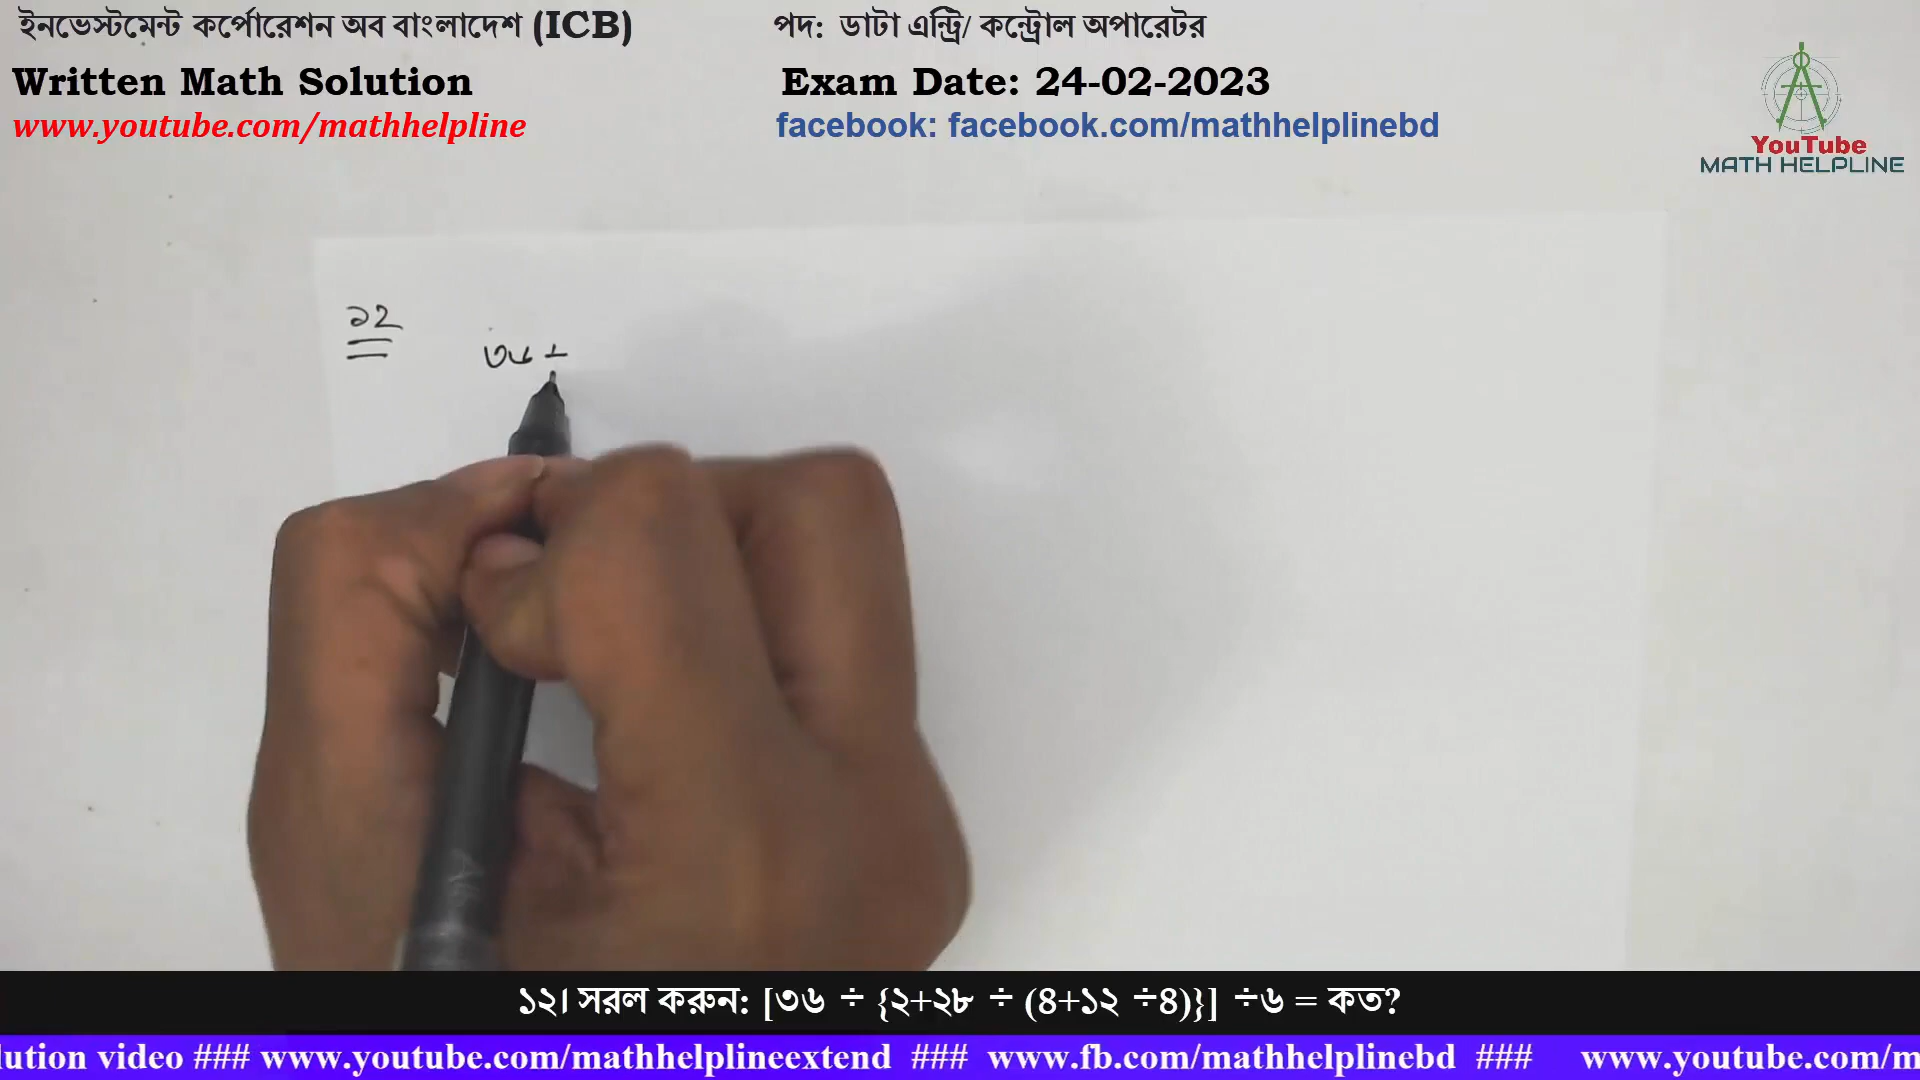 ইনভেস্টমেন্ট কর্পোরেশন অব বাংলাদেশ (ICB)
পদ: ডাটা এন্ট্রি/ কন্ট্রোল অপারেটর
Written Math Solution
Exam Date: 24-02-2023
www.youtube.com/mathhelpline
facebook: facebook.com/mathhelplinebd
YouTube
MATH HELPLINE
১২
৩৬ ÷
১২। সরল করুন: [৩৬ ÷ {২+২৮ ÷ (৪+১২ ÷৪)}] ÷৬ = কত?
lution video ### www.youtube.com/mathhelplineextend ### www.fb.com/mathhelplinebd ### www.youtube.com/m